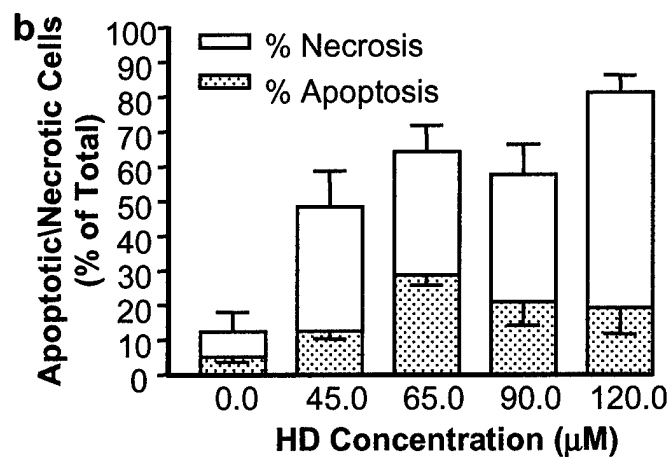 b
Apoptotic\Necrotic Cells
(% of Total)
100
90
80
70
60
50
40
30
20
10
0
% Necrosis
% Apoptosis
0.0 45.0 65.0 90.0 120.0
HD Concentration (µM)